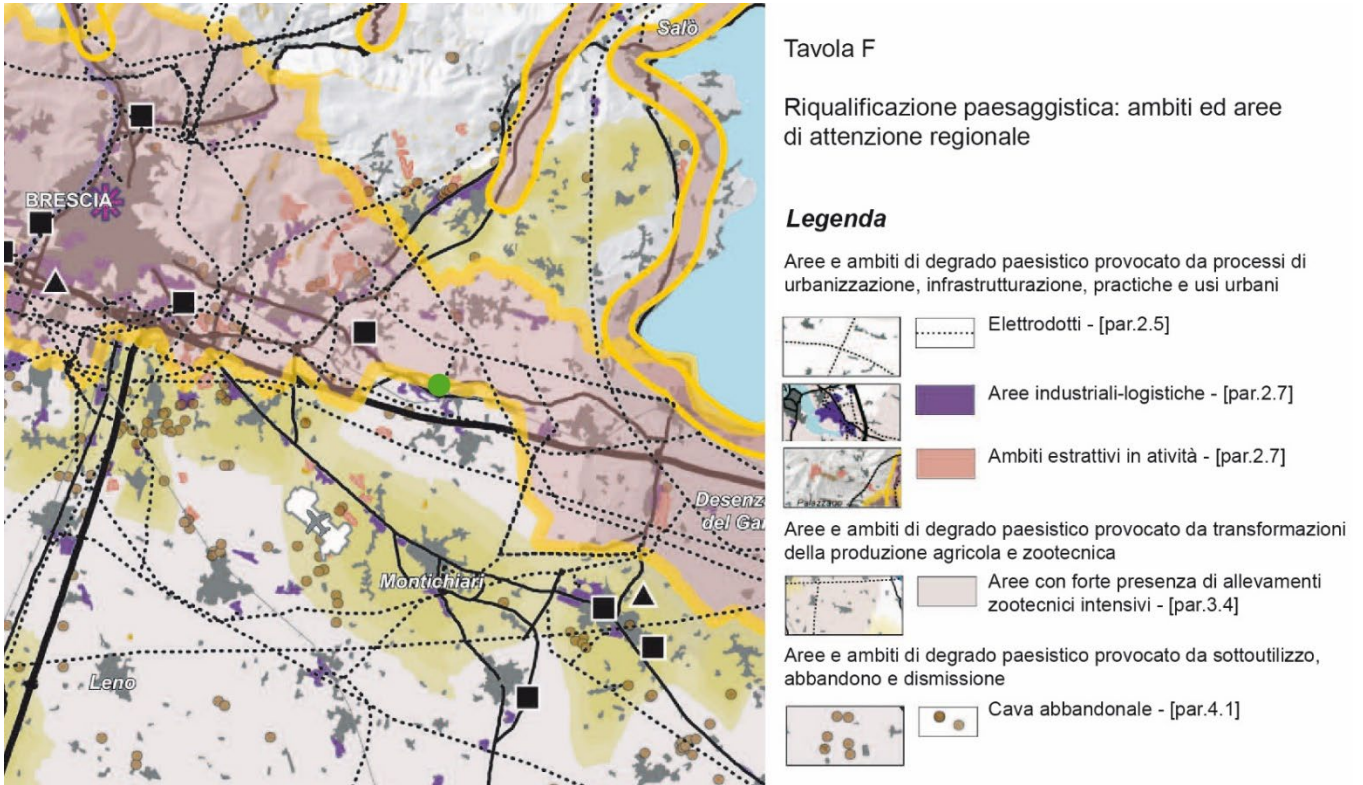 Salò
BRESCIA
Desenz
del Gar
Montichiari
Leno
Tavola F
Riqualificazione paesaggistica: ambiti ed aree
di attenzione regionale
Legenda
Aree e ambiti di degrado paesistico provocato da processi di
urbanizzazione, infrastrutturazione, practiche e usi urbani
Elettrodotti - [par.2.5]
Aree industriali-logistiche - [par.2.7]
Ambiti estrattivi in atività - [par.2.7]
Palazzago
Aree e ambiti di degrado paesistico provocato da transformazioni
della produzione agricola e zootecnica
Aree con forte presenza di allevamenti
zootecnici intensivi - [par.3.4]
Aree e ambiti di degrado paesistico provocato da sottoutilizzo,
abbandono e dismissione
Cava abbandonale - [par.4.1]